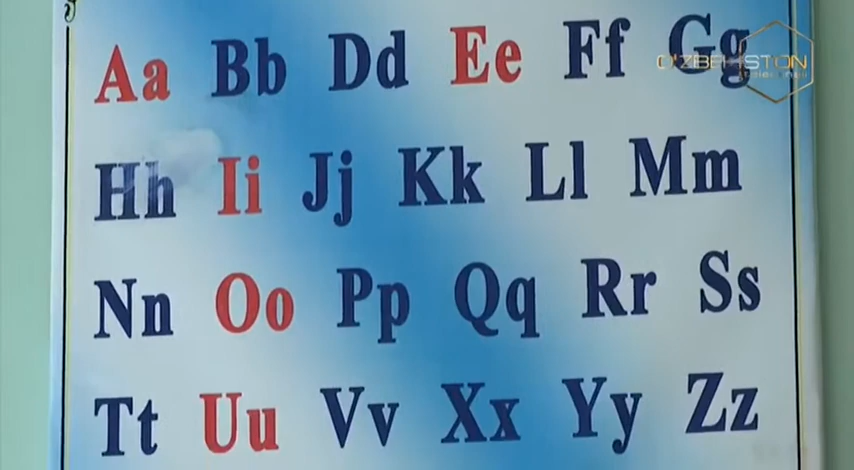 Aa Bb Dd Ee Ff Gg
O'ZBEKISTON
Hh Ii Jj Kk Ll Mm
Nn Oo Pp Qq Rr Ss
Tt Uu Vv Xx Yy Zz